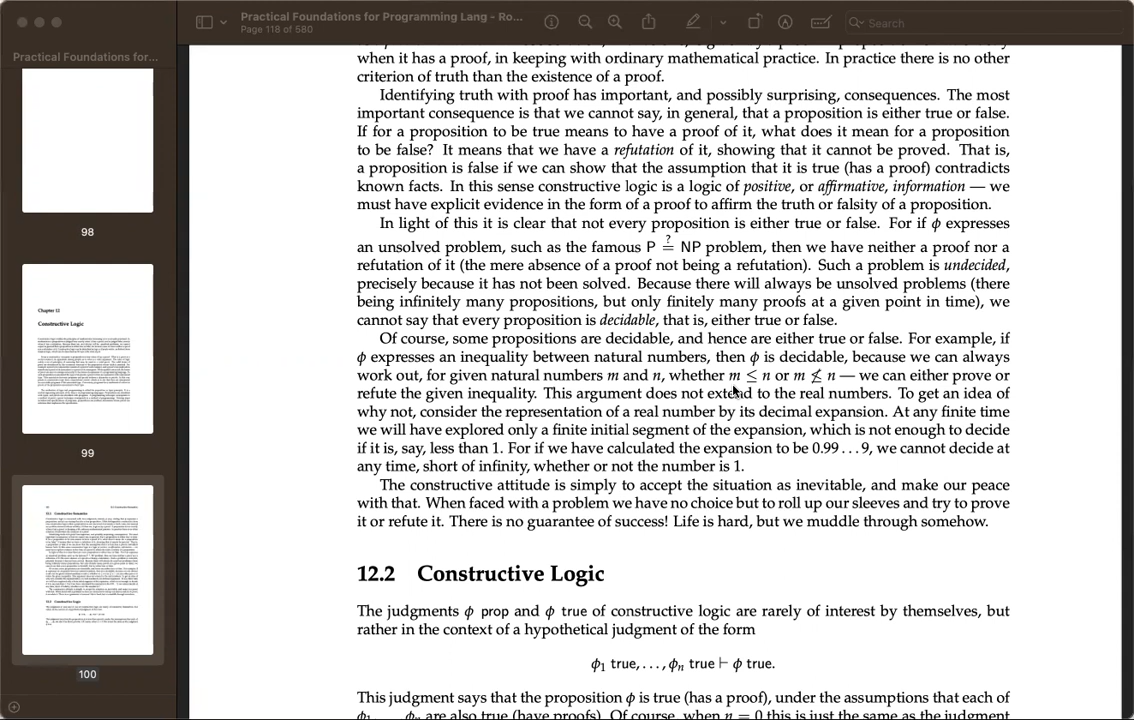 Practical Foundations for Programming Lang - Ro...
Page 118 of 580
Search
Practical Foundations for...
98
Chapter 12
Constructive Logic
99
100
when it has a proof, in keeping with ordinary mathematical practice. In practice there is no other
criterion of truth than the existence of a proof.
Identifying truth with proof has important, and possibly surprising, consequences. The most
important consequence is that we cannot say, in general, that a proposition is either true or false.
If for a proposition to be true means to have a proof of it, what does it mean for a proposition
to be false? It means that we have a refutation of it, showing that it cannot be proved. That is,
a proposition is false if we can show that the assumption that it is true (has a proof) contradicts
known facts. In this sense constructive logic is a logic of positive, or affirmative, information — we
must have explicit evidence in the form of a proof to affirm the truth or falsity of a proposition.
In light of this it is clear that not every proposition is either true or false. For if ϕ expresses
an unsolved problem, such as the famous P ≟ NP problem, then we have neither a proof nor a
refutation of it (the mere absence of a proof not being a refutation). Such a problem is undecided,
precisely because it has not been solved. Because there will always be unsolved problems (there
being infinitely many propositions, but only finitely many proofs at a given point in time), we
cannot say that every proposition is decidable, that is, either true or false.
Of course, some propositions are decidable, and hence are either true or false. For example, if
ϕ expresses an inequality between natural numbers, then ϕ is decidable, because we can always
work out, for given natural numbers m and n, whether m ≤ n or m ≰ n — we can either prove or
refute the given inequality. This argument does not extend to the real numbers. To get an idea of
why not, consider the representation of a real number by its decimal expansion. At any finite time
we will have explored only a finite initial segment of the expansion, which is not enough to decide
if it is, say, less than 1. For if we have calculated the expansion to be 0.99 . . . 9, we cannot decide at
any time, short of infinity, whether or not the number is 1.
The constructive attitude is simply to accept the situation as inevitable, and make our peace
with that. When faced with a problem we have no choice but to roll up our sleeves and try to prove
it or refute it. There is no guarantee of success! Life is hard, but we muddle through somehow.
12.2 Constructive Logic
The judgments ϕ prop and ϕ true of constructive logic are rarely of interest by themselves, but
rather in the context of a hypothetical judgment of the form
ϕ₁ true, . . . , ϕₙ true ⊢ ϕ true.
This judgment says that the proposition ϕ is true (has a proof), under the assumptions that each of
ϕ₁, . . . , ϕₙ are also true (have proofs). Of course, when n = 0 this is just the same as the judgment